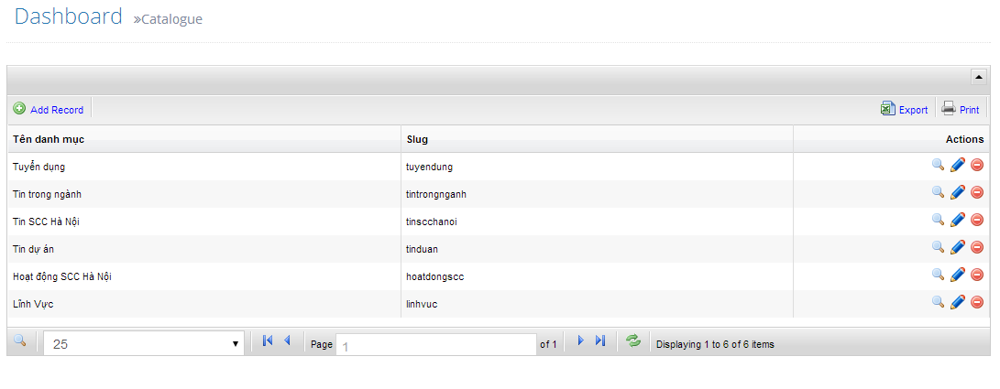 Dashboard »Catalogue
Add Record Export Print
Tên danh mục Slug Actions
Tuyển dụng tuyendung
Tin trong ngành tintrongnganh
Tin SCC Hà Nội tinscchanoi
Tin dự án tinduan
Hoạt động SCC Hà Nội hoatdongscc
Lĩnh Vực linhvuc
25 Page 1 of 1 Displaying 1 to 6 of 6 items